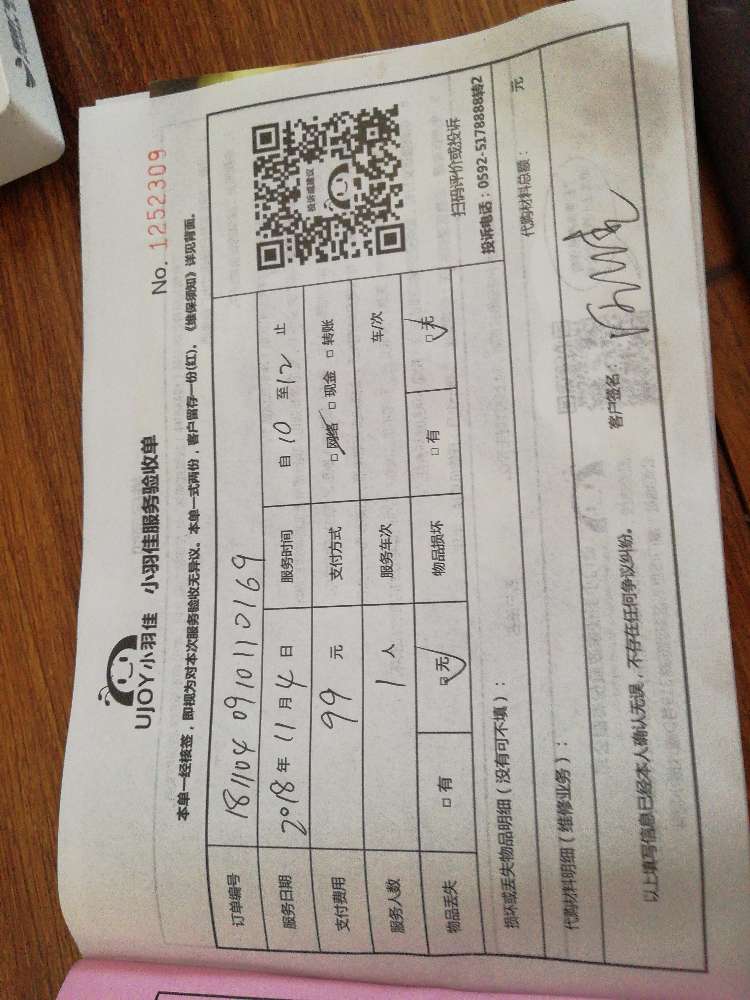 UJOY小羽佳 小羽佳服务验收单
No. 1252309
本单一经核签，即视为对本次服务验收无异议。本单一式两份，客户留存一份(红)。《维保须知》详见背面。
订单编号 181104 0910110169
服务日期 2018年 11月 4日 服务时间 自 10 至 12 止
支付费用 99 元 支付方式 □网络 □现金 □转账
服务人数 1 人 服务车次 车/次
物品丢失 □有 □无 物品损坏 □有 □无
投诉或建议
扫码评价或投诉
投诉电话：0592-5178888转2
损坏或丢失物品明细（没有可不填）：
代购材料明细（维修业务）： 代购材料总额： 元
以上填写信息已经本人确认无误，不存在任何争议纠纷。
客户签名：